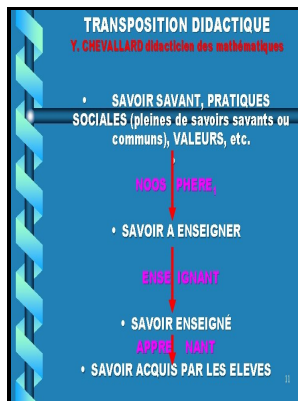 TRANSPOSITION DIDACTIQUE
Y. CHEVALLARD didacticien des mathématiques
• SAVOIR SAVANT, PRATIQUES
SOCIALES (pleines de savoirs savants ou
communs), VALEURS, etc.
•
NOOS PHERE,
• SAVOIR A ENSEIGNER
ENSE IGNANT
• SAVOIR ENSEIGNÉ
APPRE NANT
• SAVOIR ACQUIS PAR LES ELEVES